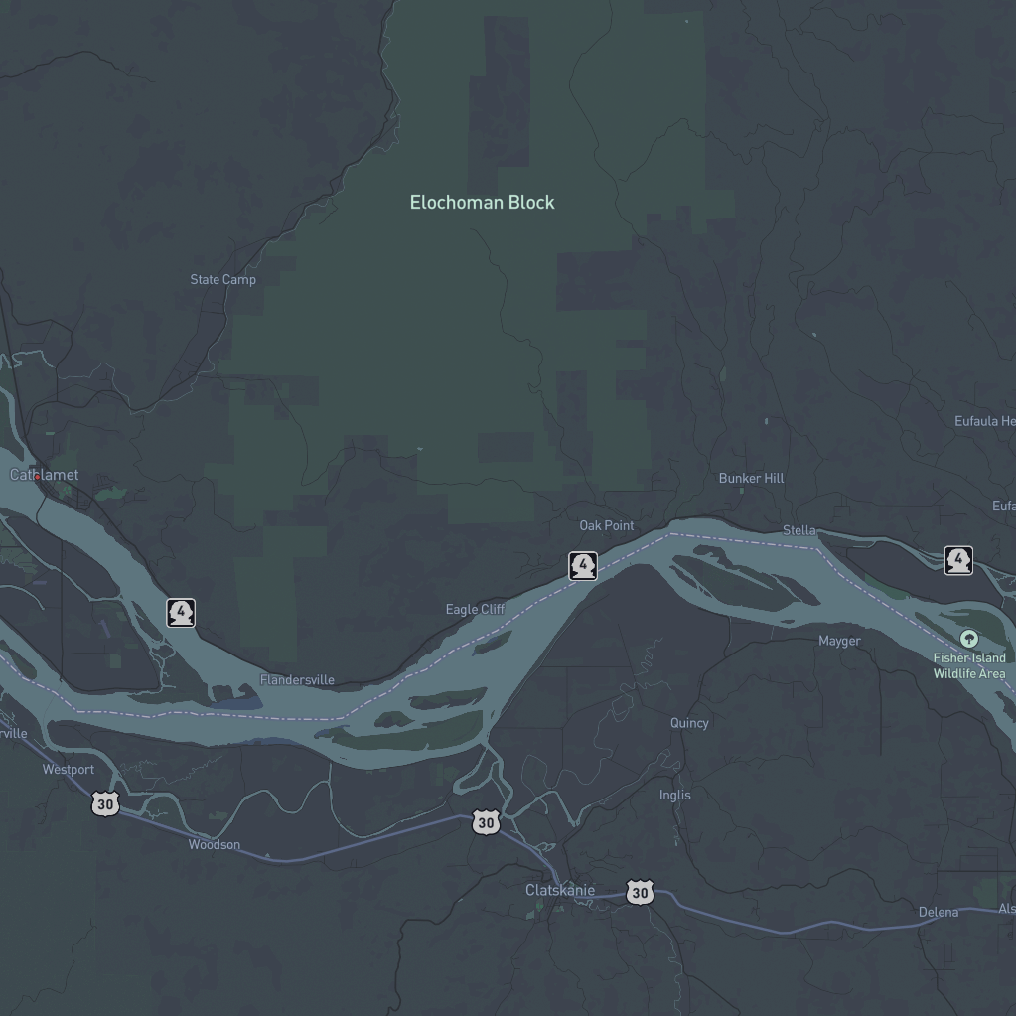 Elochoman Block
State Camp
Eufaula He
Cathlamet
Bunker Hill
Eufa
Oak Point
Stella
4
4
Eagle Cliff
4
Mayger
Fisher Island
Wildlife Area
Flandersville
Quincy
rville
Westport
Inglis
30
30
Woodson
Clatskanie
30
Delena
Als